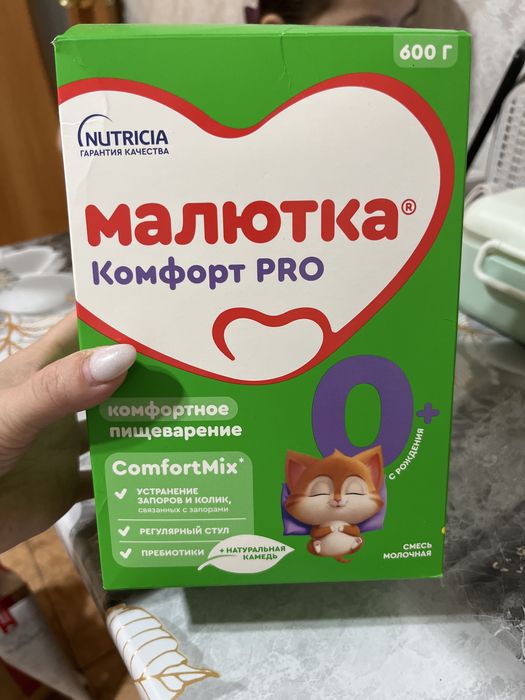 600 Г
NUTRICIA
ГАРАНТИЯ КАЧЕСТВА
МАЛЮТКА®
Комфорт PRO
комфортное
пищеварение
0+
С РОЖДЕНИЯ
ComfortMix*
УСТРАНЕНИЕ
ЗАПОРОВ И КОЛИК,
связанных с запорами
РЕГУЛЯРНЫЙ СТУЛ
ПРЕБИОТИКИ
+ НАТУРАЛЬНАЯ
КАМЕДЬ
СМЕСЬ
МОЛОЧНАЯ